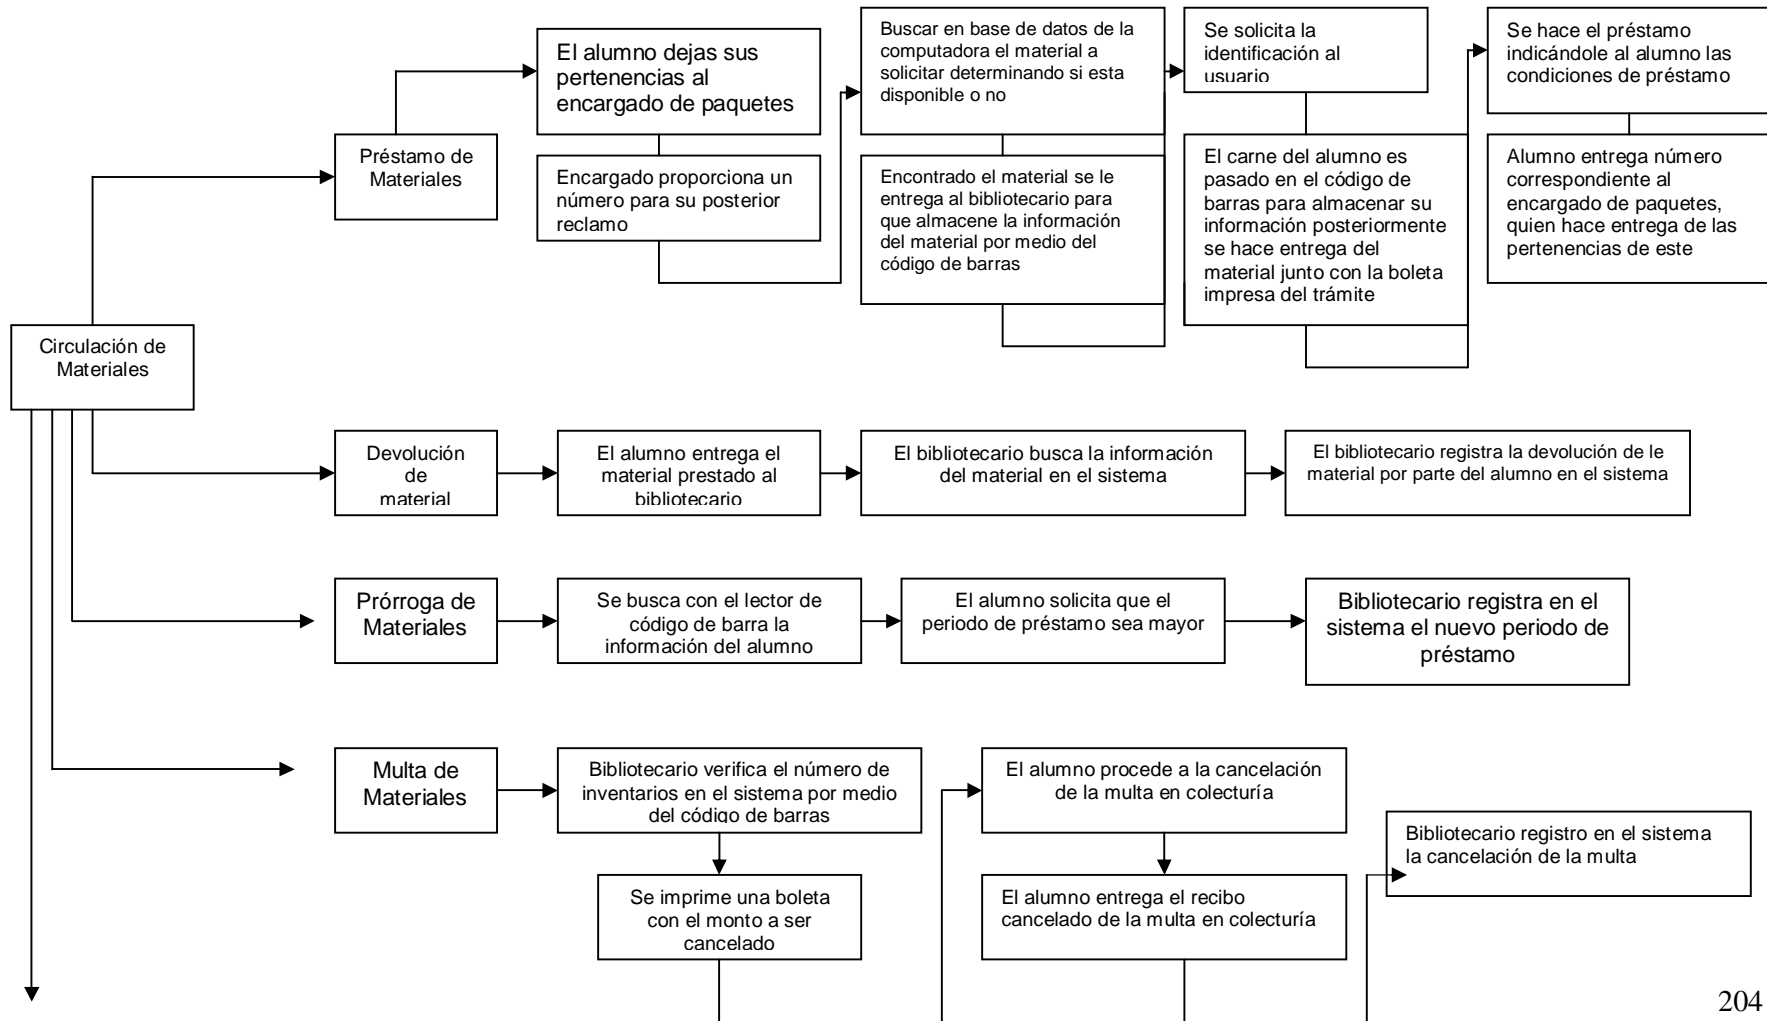 El alumno dejas sus
pertenencias al
encargado de paquetes
Buscar en base de datos de la
computadora el material a
solicitar determinando si esta
disponible o no
Se solicita la
identificación al
usuario
Se hace el préstamo
indicándole al alumno las
condiciones de préstamo
Préstamo de
Materiales
Encargado proporciona un
número para su posterior
reclamo
Encontrado el material se le
entrega al bibliotecario para
que almacene la información
del material por medio del
código de barras
El carne del alumno es
pasado en el código de
barras para almacenar su
información posteriormente
se hace entrega del
material junto con la boleta
impresa del trámite
Alumno entrega número
correspondiente al
encargado de paquetes,
quien hace entrega de las
pertenencias de este
Circulación de
Materiales
Devolución
de
material
El alumno entrega el
material prestado al
bibliotecario
El bibliotecario busca la información
del material en el sistema
El bibliotecario registra la devolución de le
material por parte del alumno en el sistema
Prórroga de
Materiales
Se busca con el lector de
código de barra la
información del alumno
El alumno solicita que el
periodo de préstamo sea mayor
Bibliotecario registra en el
sistema el nuevo periodo de
préstamo
Multa de
Materiales
Bibliotecario verifica el número de
inventarios en el sistema por medio
del código de barras
El alumno procede a la cancelación
de la multa en colecturía
Bibliotecario registro en el sistema
la cancelación de la multa
Se imprime una boleta
con el monto a ser
cancelado
El alumno entrega el recibo
cancelado de la multa en colecturía
204